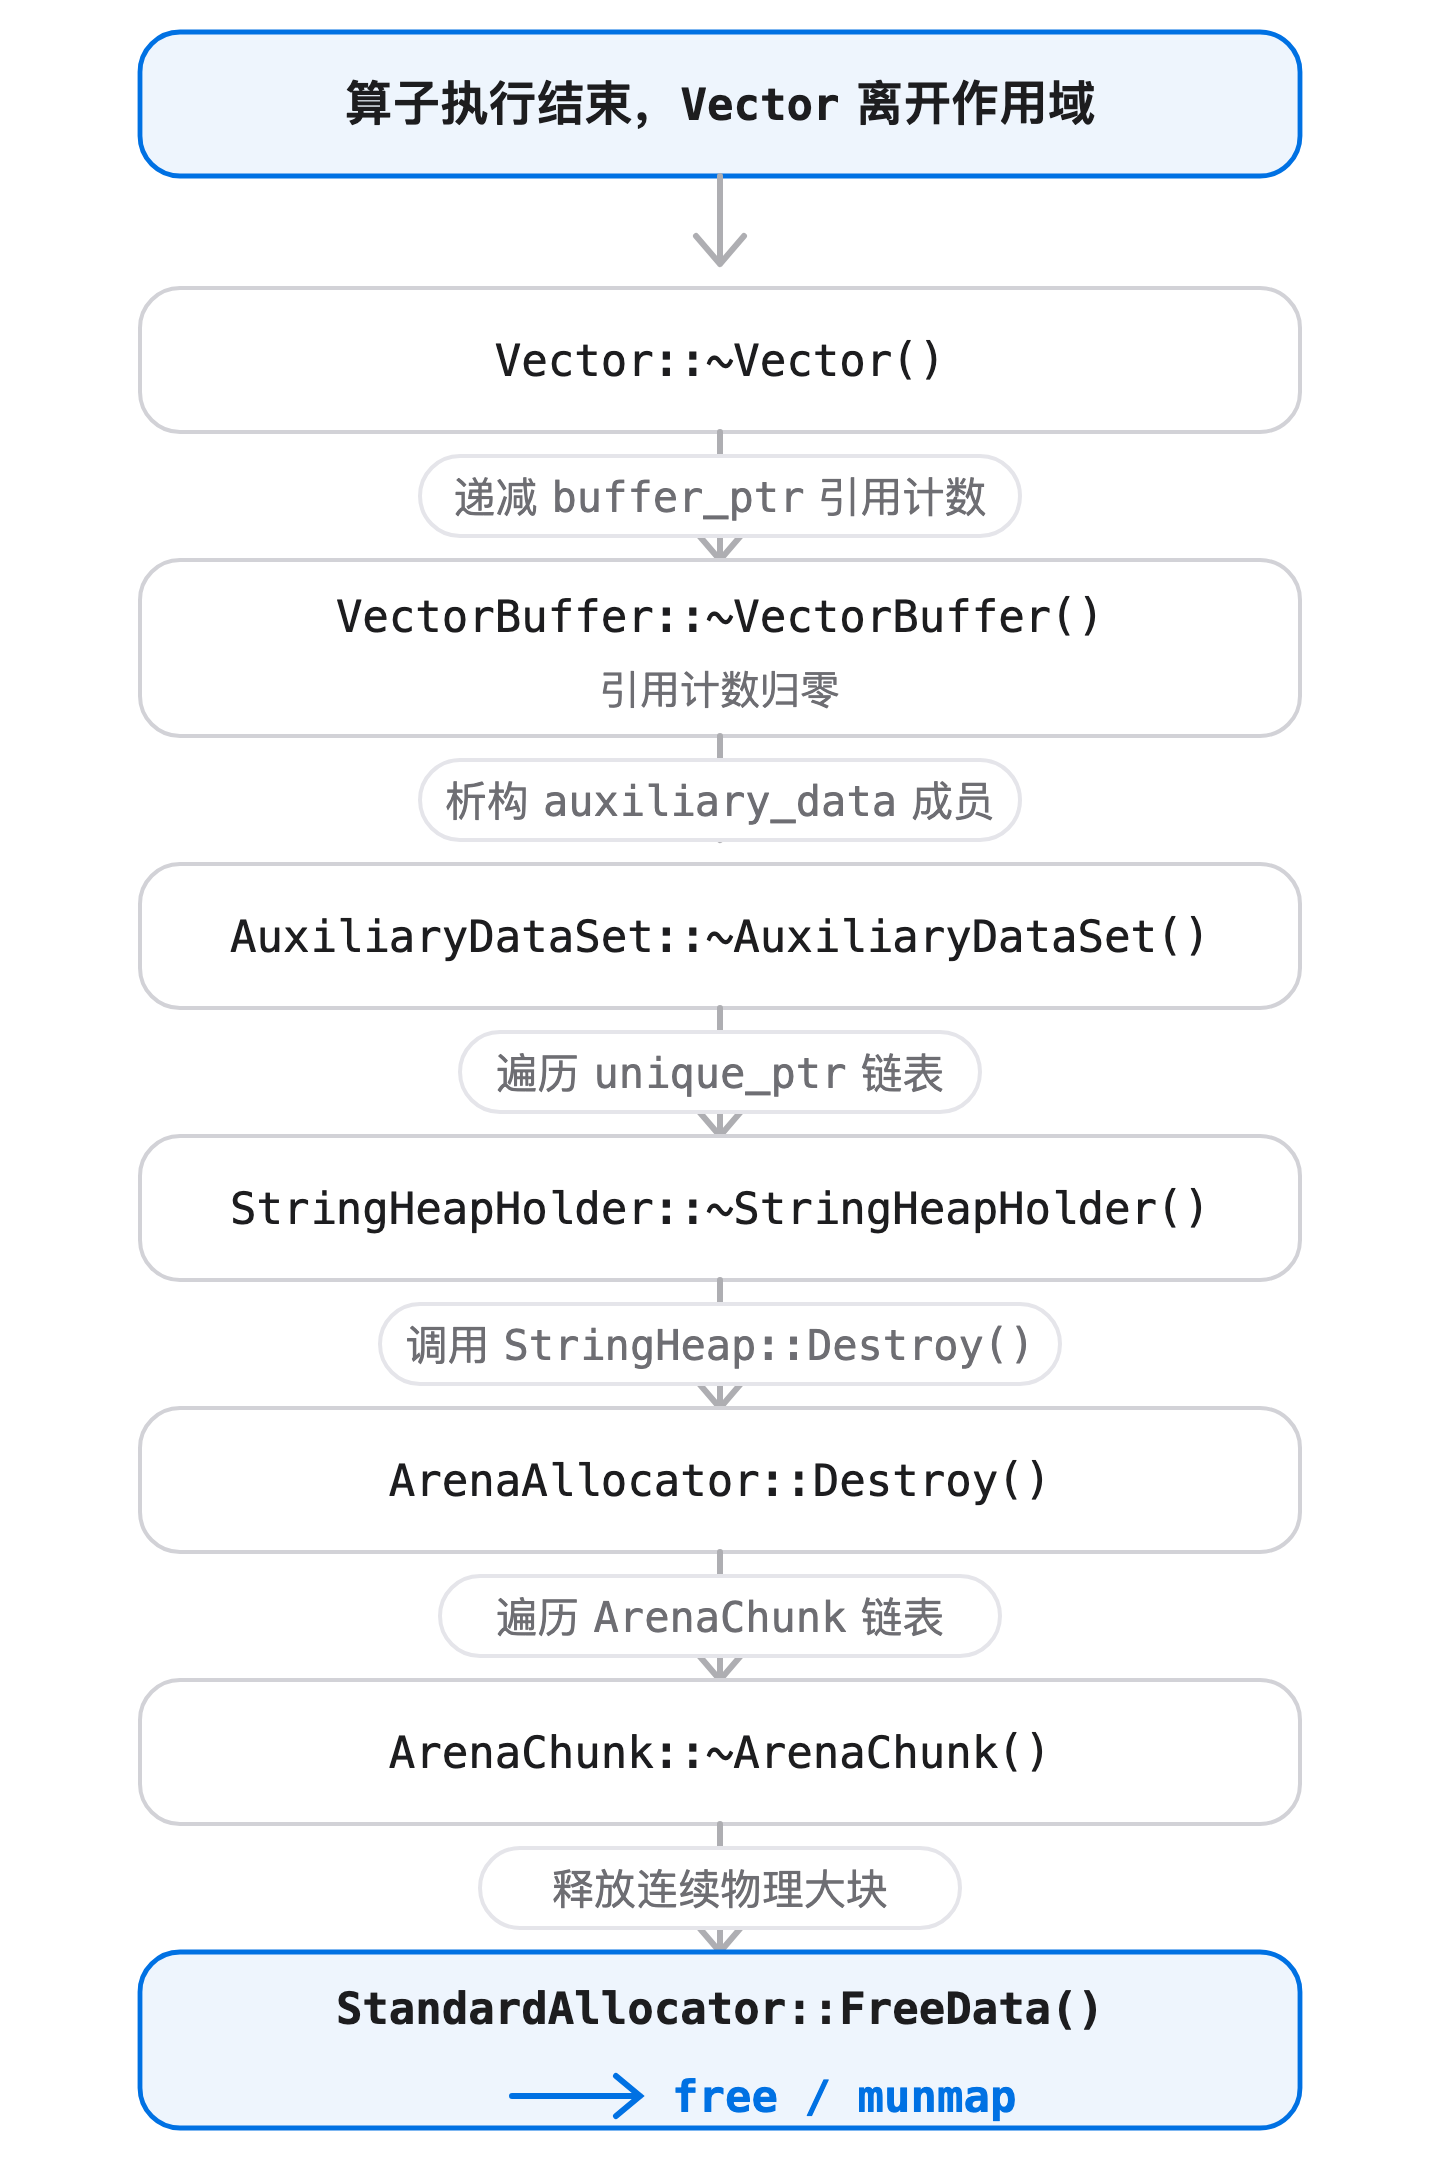 算子执行结束，Vector 离开作用域
Vector::~Vector()
递减 buffer_ptr 引用计数
VectorBuffer::~VectorBuffer()
引用计数归零
析构 auxiliary_data 成员
AuxiliaryDataSet::~AuxiliaryDataSet()
遍历 unique_ptr 链表
StringHeapHolder::~StringHeapHolder()
调用 StringHeap::Destroy()
ArenaAllocator::Destroy()
遍历 ArenaChunk 链表
ArenaChunk::~ArenaChunk()
释放连续物理大块
StandardAllocator::FreeData()
free / munmap